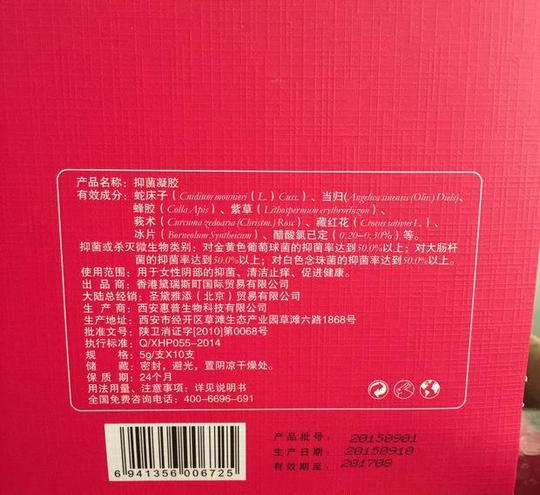 产品名称：抑菌凝胶
有效成分：蛇床子（Cnidium monnieri（L.）Cuss.）、当归(Angelica sinensis (Oliv.) Diels)、
蜂胶（Colla Apis）、紫草（Lithospermum erythrorhizon）、
莪术（Curcuma zedoaria (Christm.) Rosc）、藏红花（Crocus sativus L.）、
冰片（Borneolum Syntheticum）、醋酸氯已定（0.20-0.30%）等。
抑菌或杀灭微生物类别：对金黄色葡萄球菌的抑菌率达到50.0%以上；对大肠杆
菌的抑菌率达到50.0%以上；对白色念珠菌的抑菌率达到50.0%以上。
使用范围：用于女性阴部的抑菌、清洁止痒、促进健康。
出品商：香港黛瑞斯町国际贸易有限公司
大陆总经销：圣黛雅添（北京）贸易有限公司
生产商：西安惠普生物科技有限公司
生产地址：西安市经开区草滩生态产业园草滩六路1868号
批准文号：陕卫消证字[2010]第0068号
执行标准：Q/XHP055-2014
规格：5g/支X10支
储藏：密封，避光，置阴凉干燥处。
保质期：24个月
用法用量、注意事项：详见说明书
全国免费咨询电话：400-6696-691
6941356006725
产品批号：20150901
生产日期：20150910
有效期至：201708